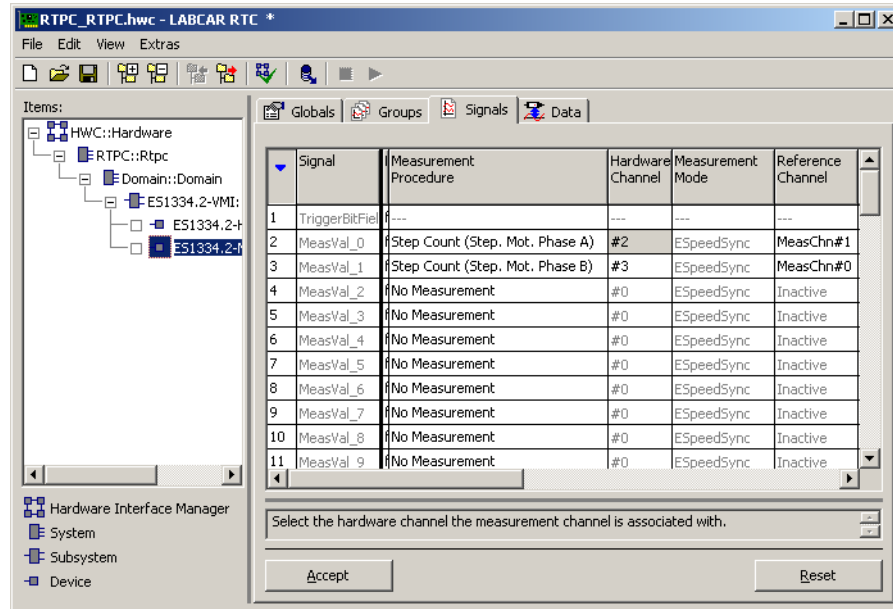 RTPC_RTPC.hwc - LABCAR RTC *
File Edit View Extras
Items:
HWC::Hardware
RTPC::Rtpc
Domain::Domain
ES1334.2-VMI:
ES1334.2-
ES1334.2-
Hardware Interface Manager
System
Subsystem
Device
Globals Groups Signals Data
Signal Measurement Procedure Hardware Channel Measurement Mode Reference Channel
1 TriggerBitFiel --- --- --- ---
2 MeasVal_0 Step Count (Step. Mot. Phase A) #2 ESpeedSync MeasChn#1
3 MeasVal_1 Step Count (Step. Mot. Phase B) #3 ESpeedSync MeasChn#0
4 MeasVal_2 No Measurement #0 ESpeedSync Inactive
5 MeasVal_3 No Measurement #0 ESpeedSync Inactive
6 MeasVal_4 No Measurement #0 ESpeedSync Inactive
7 MeasVal_5 No Measurement #0 ESpeedSync Inactive
8 MeasVal_6 No Measurement #0 ESpeedSync Inactive
9 MeasVal_7 No Measurement #0 ESpeedSync Inactive
10 MeasVal_8 No Measurement #0 ESpeedSync Inactive
11 MeasVal_9 No Measurement #0 ESpeedSync Inactive
Select the hardware channel the measurement channel is associated with.
Accept Reset